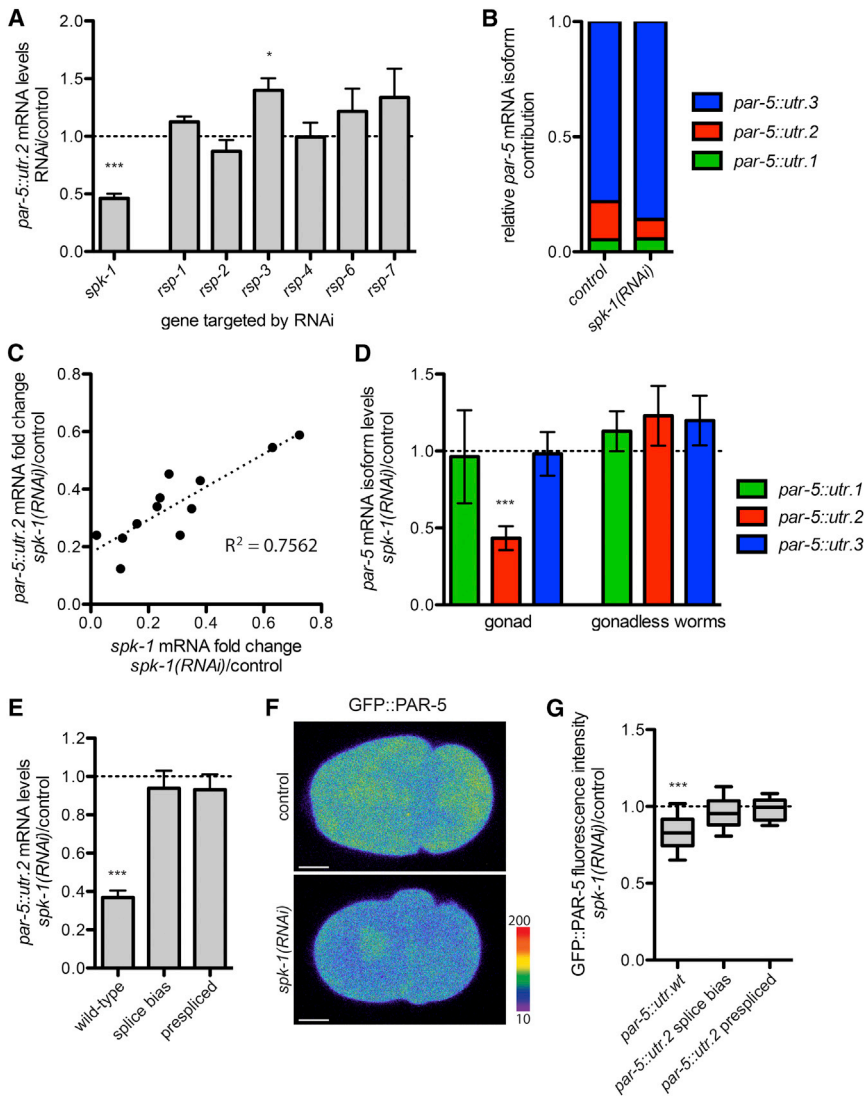 A
par-5::utr.2 mRNA levels
RNAi/control
2.0
1.5
1.0
0.5
0.0
***
*
spk-1
rsp-1
rsp-2
rsp-3
rsp-4
rsp-6
rsp-7
gene targeted by RNAi
B
relative par-5 mRNA isoform
contribution
1.0
0.5
0.0
control
spk-1(RNAi)
par-5::utr.3
par-5::utr.2
par-5::utr.1
C
par-5::utr.2 mRNA fold change
spk-1(RNAi)/control
0.8
0.6
0.4
0.2
0.0
R² = 0.7562
0.0 0.2 0.4 0.6 0.8
spk-1 mRNA fold change
spk-1(RNAi)/control
D
par-5 mRNA isoform levels
spk-1(RNAi)/control
1.5
1.0
0.5
0.0
***
gonad
gonadless worms
par-5::utr.1
par-5::utr.2
par-5::utr.3
E
par-5::utr.2 mRNA levels
spk-1(RNAi)/control
1.2
1.0
0.8
0.6
0.4
0.2
0.0
***
wild-type
splice bias
prespliced
F
GFP::PAR-5
control
spk-1(RNAi)
200
10
G
GFP::PAR-5 fluorescence intensity
spk-1(RNAi)/control
1.5
1.0
0.5
0.0
***
par-5::utr.wt
par-5::utr.2 splice bias
par-5::utr.2 prespliced